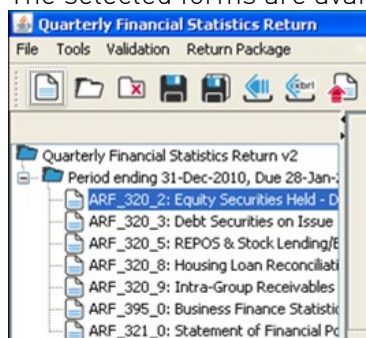 The selected forms are avai
Quarterly Financial Statistics Return
File Tools Validation Return Package
xbrl
Quarterly Financial Statistics Return v2
Period ending 31-Dec-2010, Due 28-Jan-
ARF_320_2: Equity Securities Held - D
ARF_320_3: Debt Securities on Issue
ARF_320_5: REPOS & Stock Lending/
ARF_320_8: Housing Loan Reconciliati
ARF_320_9: Intra-Group Receivables
ARF_395_0: Business Finance Statistic
ARF_321_0: Statement of Financial Po